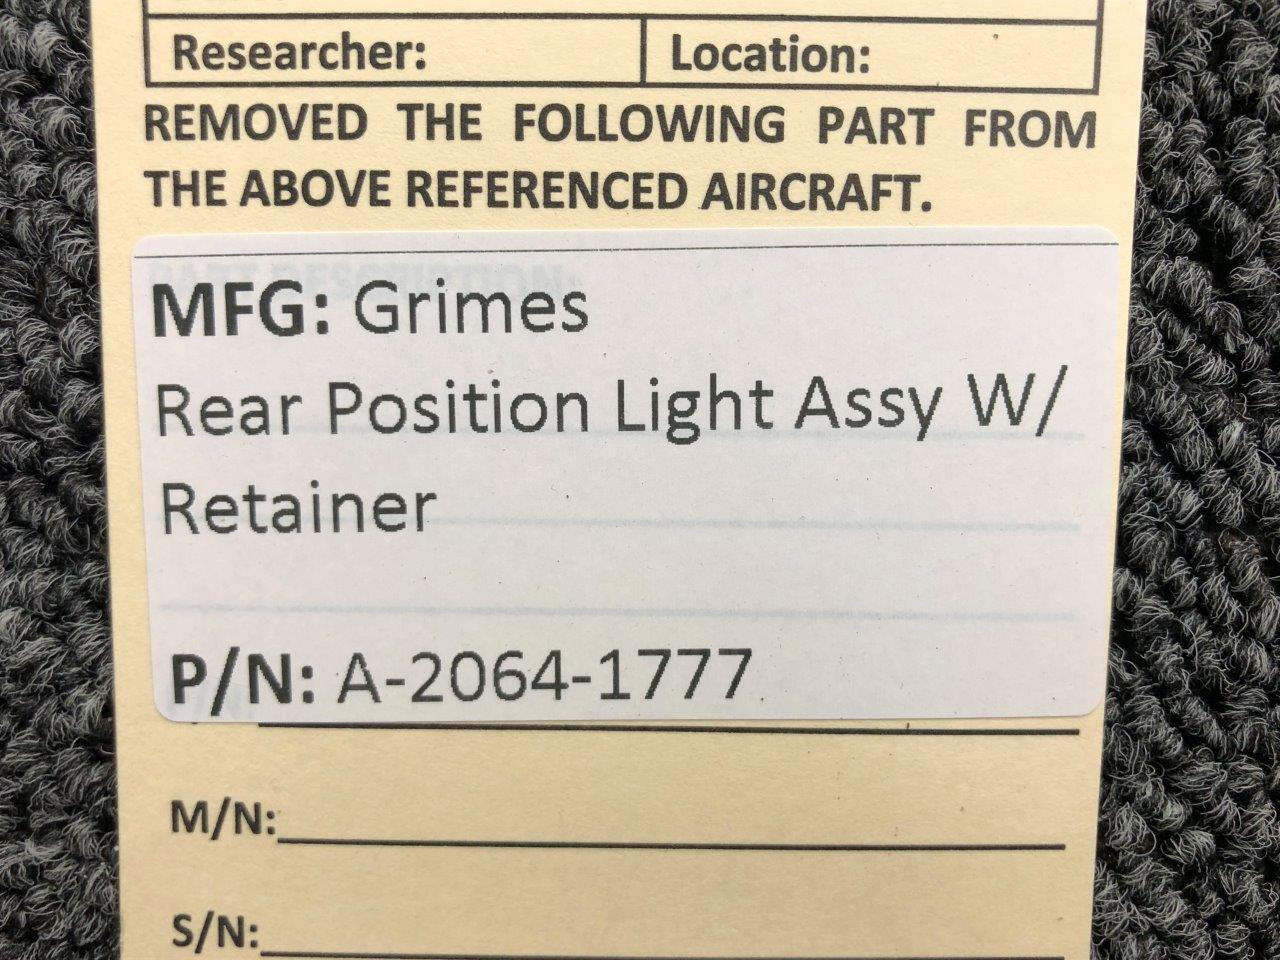 Researcher: Location:
REMOVED THE FOLLOWING PART FROM
THE ABOVE REFERENCED AIRCRAFT.
MFG: Grimes
Rear Position Light Assy W/
Retainer
P/N: A-2064-1777
M/N:
S/N: